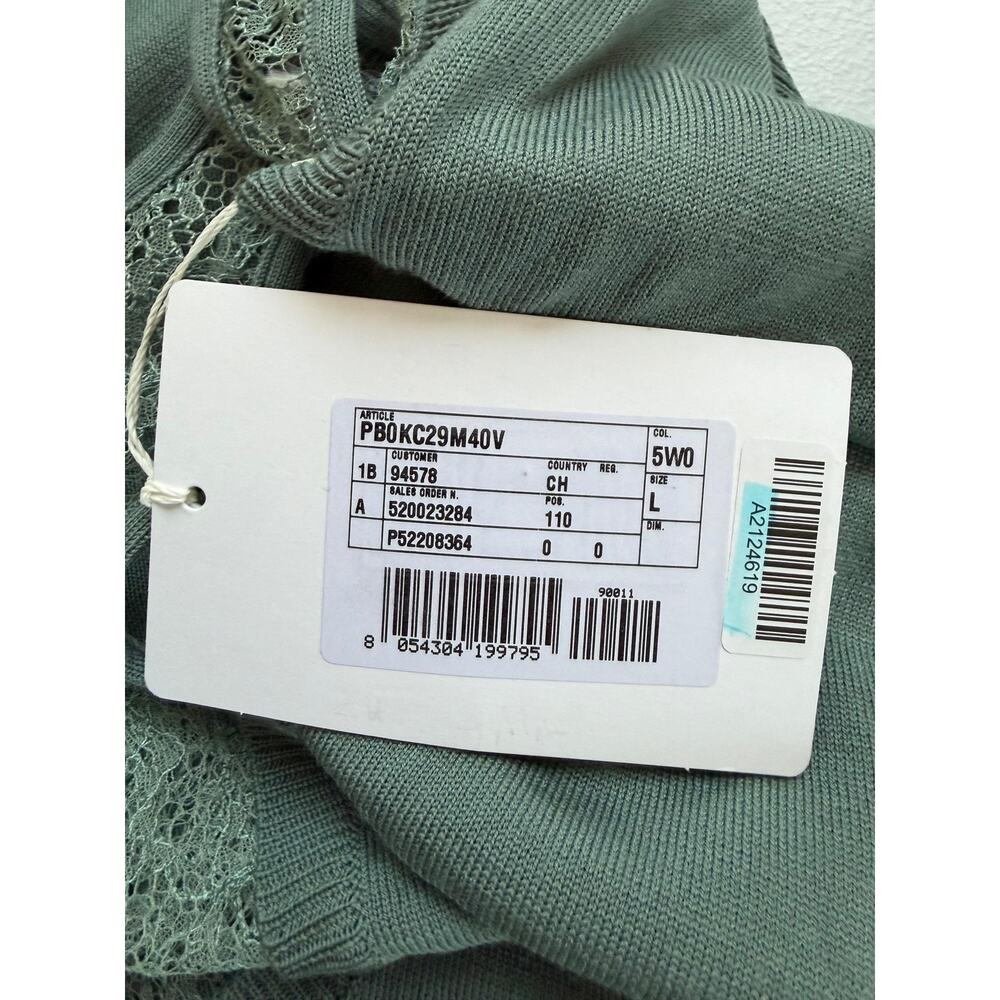 ARTICLE
PB0KC29M40V
COL.
5W0
CUSTOMER
COUNTRY REG.
1B 94578 CH
SIZE
L
SALES ORDER N.
POS.
A 520023284 110
DIM.
P52208364 0 0
90011
8 054304 199795
A2124619